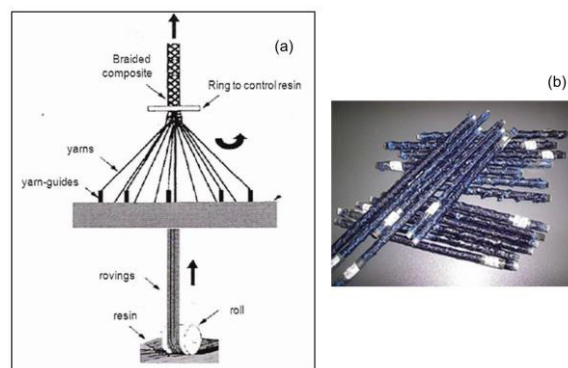 (a)
Braided
composite
Ring to control resin
yarns
yarn-guides
rovings
resin
roll
(b)